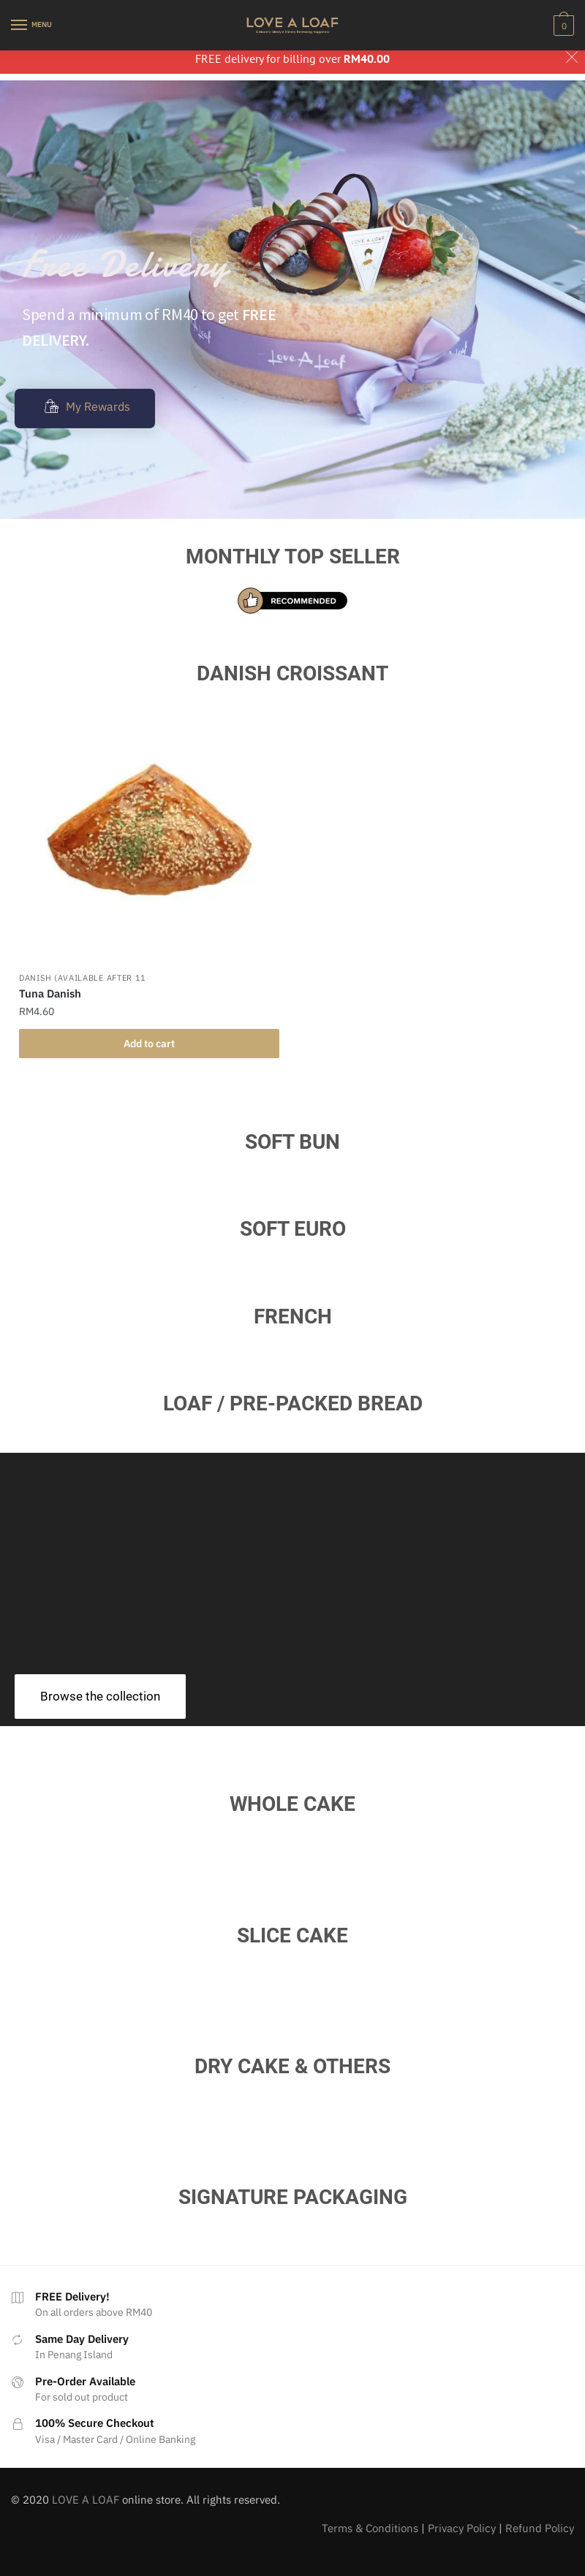 MENU
LOVE A LOAF
0
FREE delivery for billing over RM40.00
Free Delivery
Spend a minimum of RM40 to get FREE
DELIVERY.
LOVE A LOAF
Love A Loaf
My Rewards
MONTHLY TOP SELLER
RECOMMENDED
DANISH CROISSANT
DANISH (AVAILABLE AFTER 11
Tuna Danish
RM4.60
Add to cart
SOFT BUN
SOFT EURO
FRENCH
LOAF / PRE-PACKED BREAD
Browse the collection
WHOLE CAKE
SLICE CAKE
DRY CAKE & OTHERS
SIGNATURE PACKAGING
FREE Delivery!
On all orders above RM40
Same Day Delivery
In Penang Island
Pre-Order Available
For sold out product
100% Secure Checkout
Visa / Master Card / Online Banking
© 2020 LOVE A LOAF online store. All rights reserved.
Terms & Conditions | Privacy Policy | Refund Policy